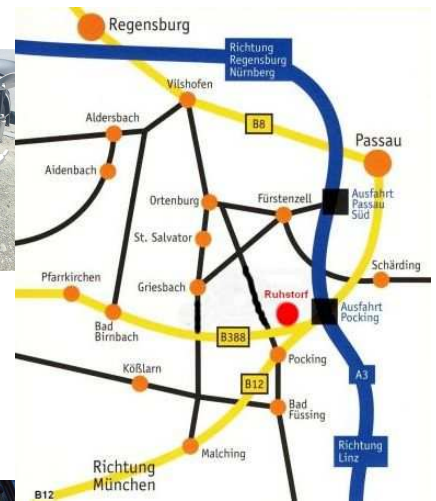 Regensburg
Richtung
Regensburg
Nürnberg
Vilshofen
B8
Aldersbach
Passau
Aidenbach
Ortenburg
Fürstenzell
Ausfahrt
Passau
Süd
St. Salvator
Schärding
Pfarrkirchen
Griesbach
Ruhstorf
Ausfahrt
Pocking
Bad
Birnbach
B388
Pocking
Kößlarn
B12
A3
Bad
Füssing
Malching
Richtung
Linz
Richtung
München
B12